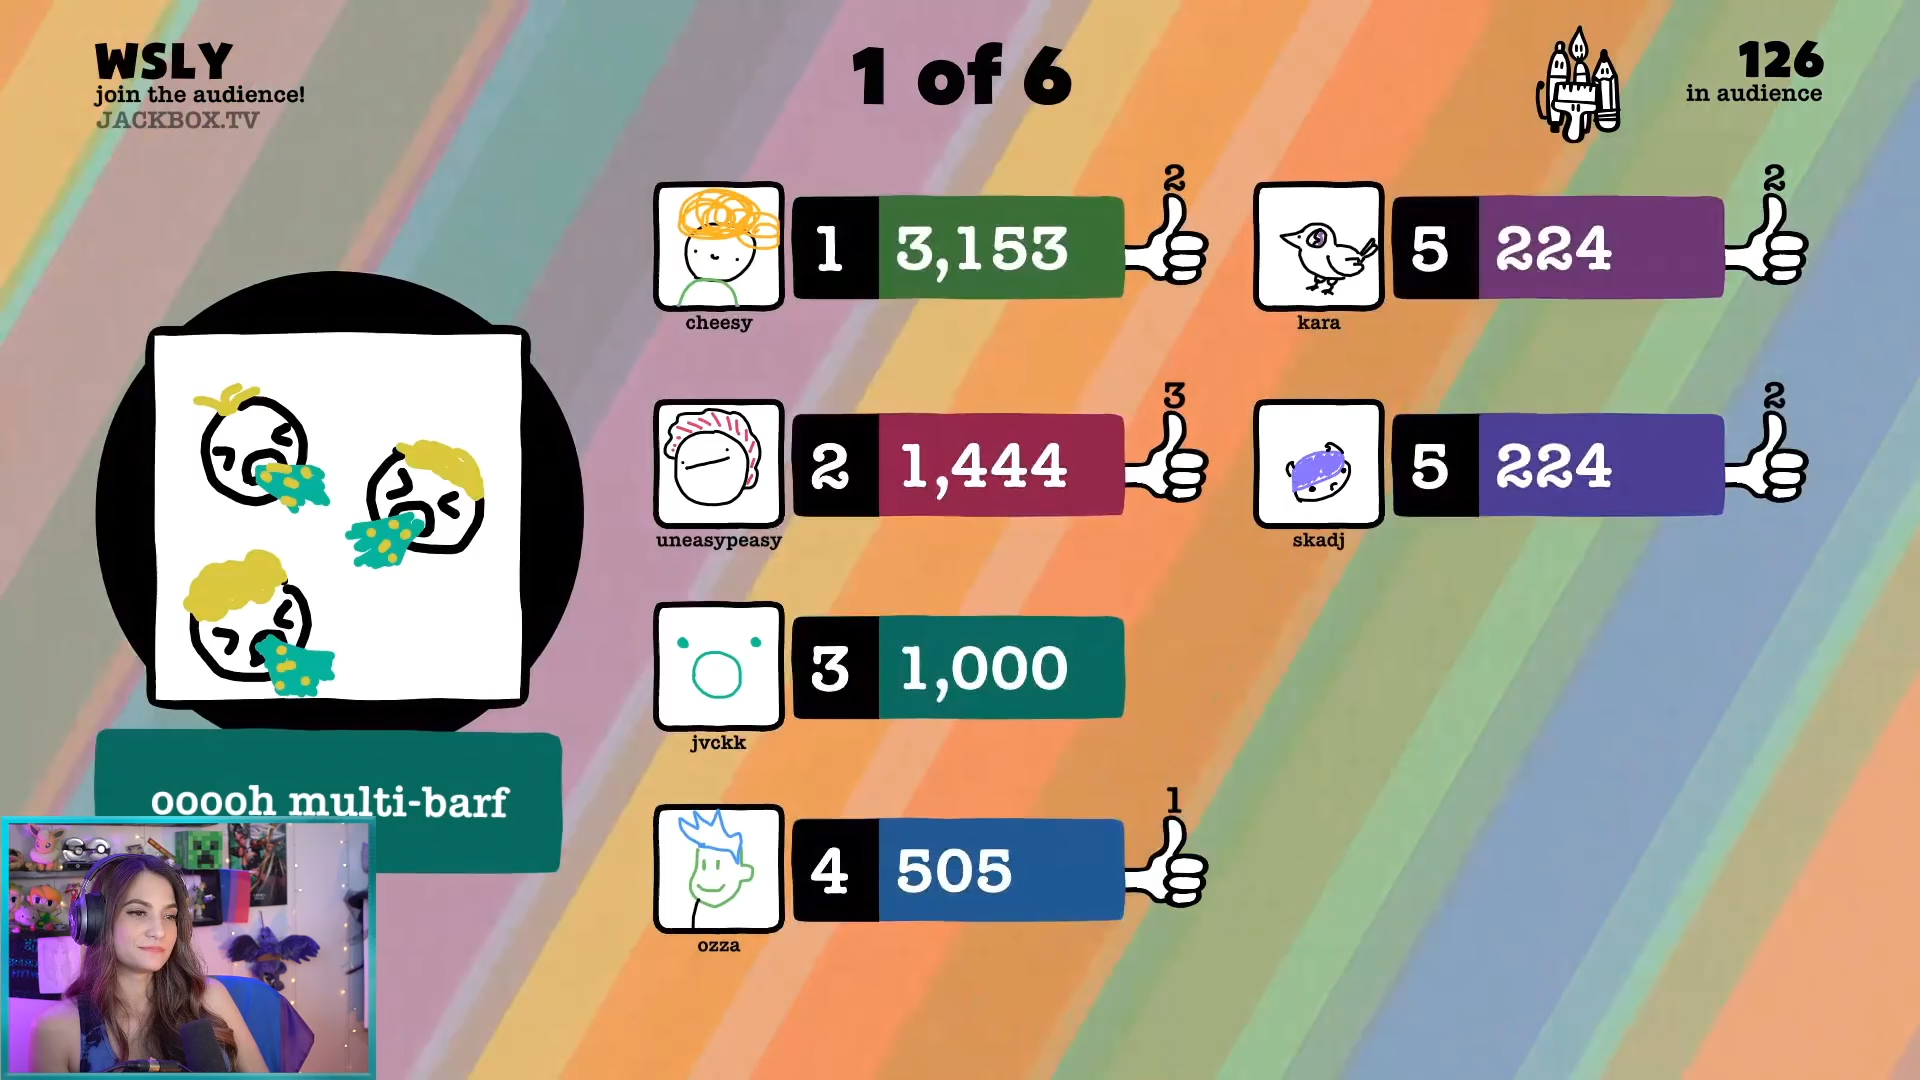 WSLY
join the audience!
JACKBOX.TV
1 of 6
126
in audience
ooooh multi-barf
1 3,153 2
cheesy
2 1,444 3
uneasypeasy
3 1,000
jvckk
4 505 1
ozza
5 224 2
kara
5 224 2
skadj